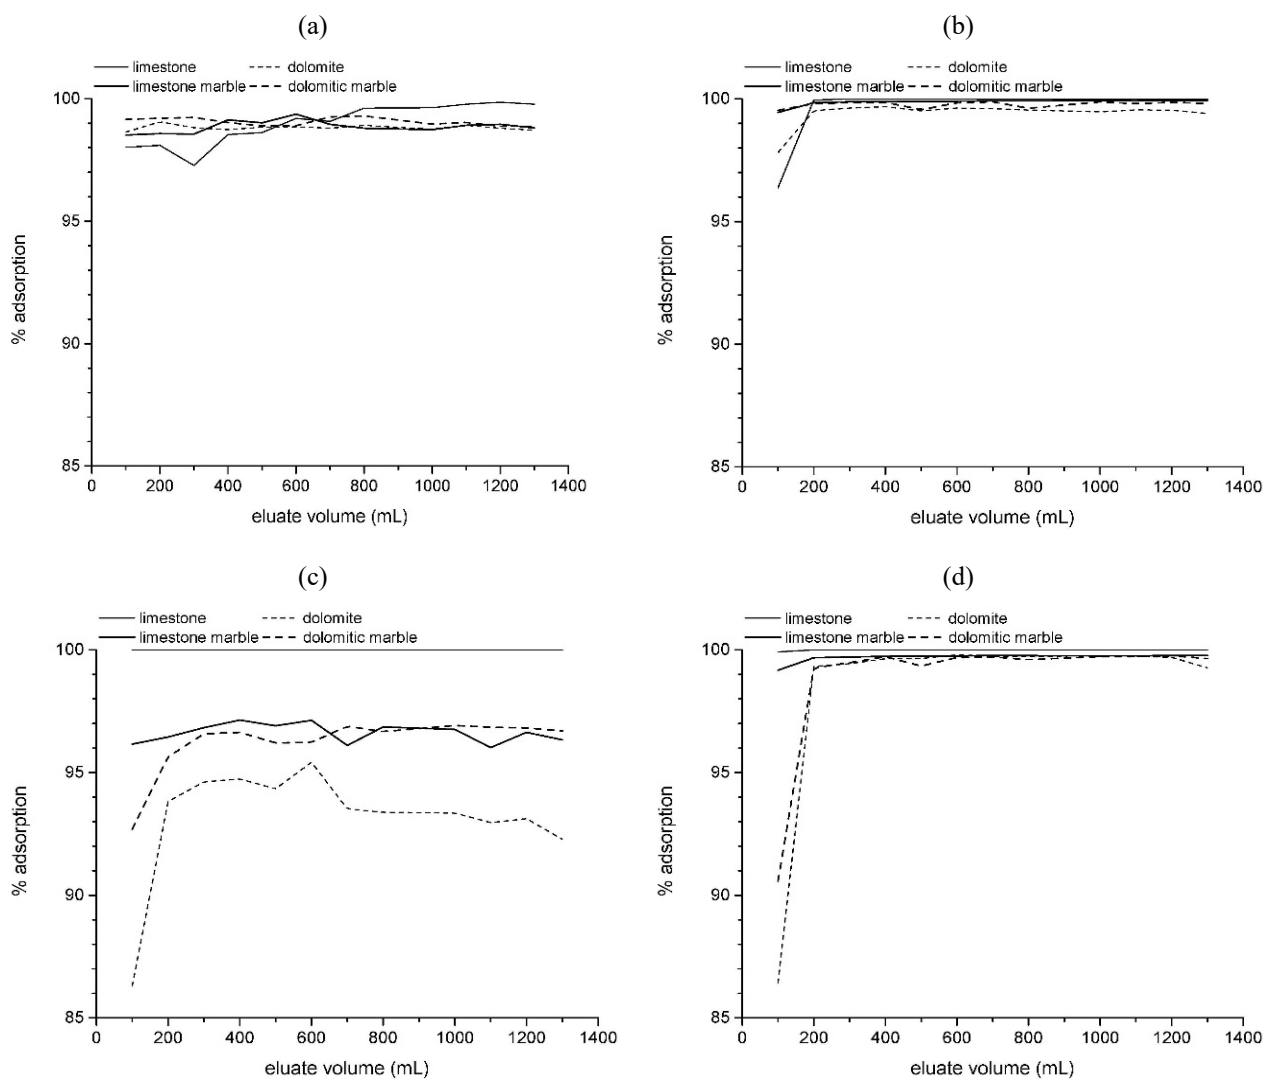 (a)
limestone dolomite
limestone marble dolomitic marble
100
95
90
85
% adsorption
0 200 400 600 800 1000 1200 1400
eluate volume (mL)
(b)
limestone dolomite
limestone marble dolomitic marble
100
95
90
85
% adsorption
0 200 400 600 800 1000 1200 1400
eluate volume (mL)
(c)
limestone dolomite
limestone marble dolomitic marble
100
95
90
85
% adsorption
0 200 400 600 800 1000 1200 1400
eluate volume (mL)
(d)
limestone dolomite
limestone marble dolomitic marble
100
95
90
85
% adsorption
0 200 400 600 800 1000 1200 1400
eluate volume (mL)